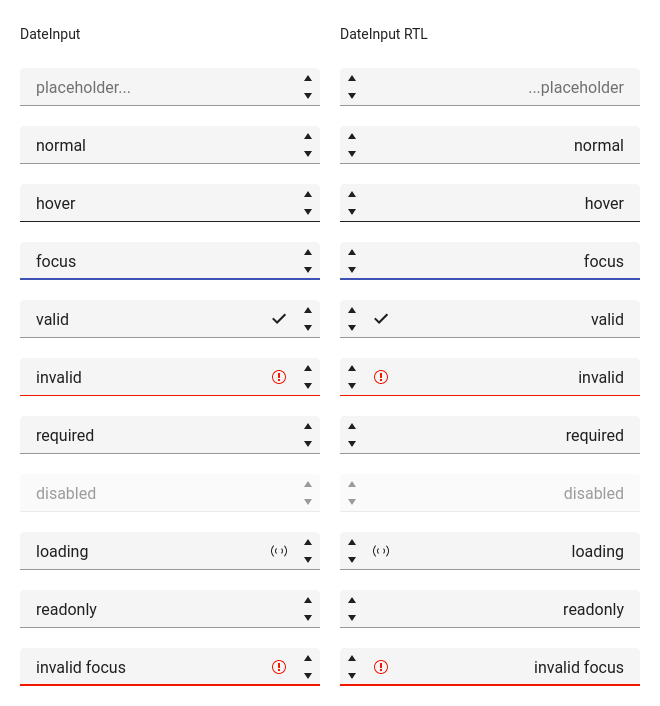 DateInput
DateInput RTL
placeholder...
...placeholder
normal
normal
hover
hover
focus
focus
valid
valid
invalid
invalid
required
required
disabled
disabled
loading
loading
readonly
readonly
invalid focus
invalid focus